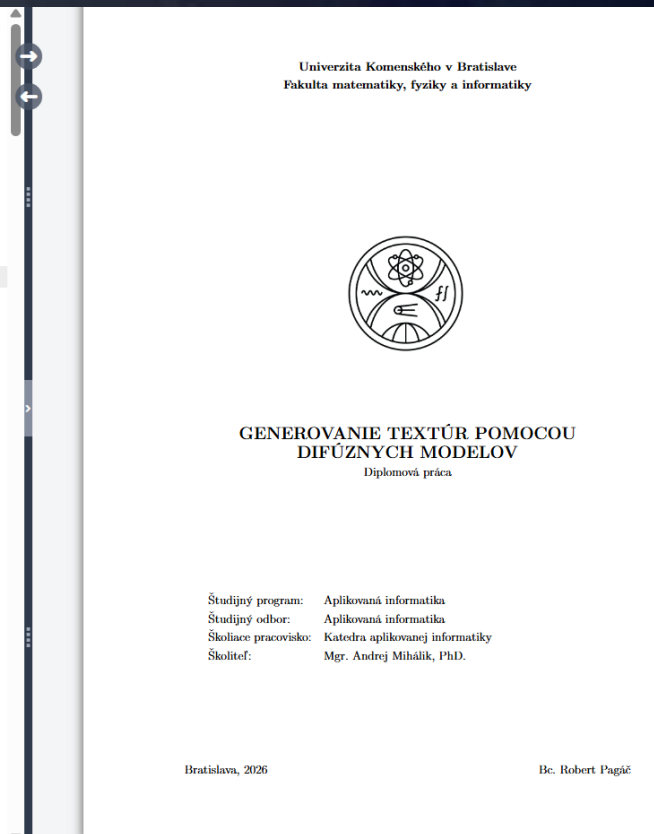 Univerzita Komenského v Bratislave
Fakulta matematiky, fyziky a informatiky
GENEROVANIE TEXTÚR POMOCOU
DIFÚZNYCH MODELOV
Diplomová práca
Študijný program: Aplikovaná informatika
Študijný odbor: Aplikovaná informatika
Školiace pracovisko: Katedra aplikovanej informatiky
Školiteľ: Mgr. Andrej Mihálik, PhD.
Bratislava, 2026 Bc. Robert Pagáč